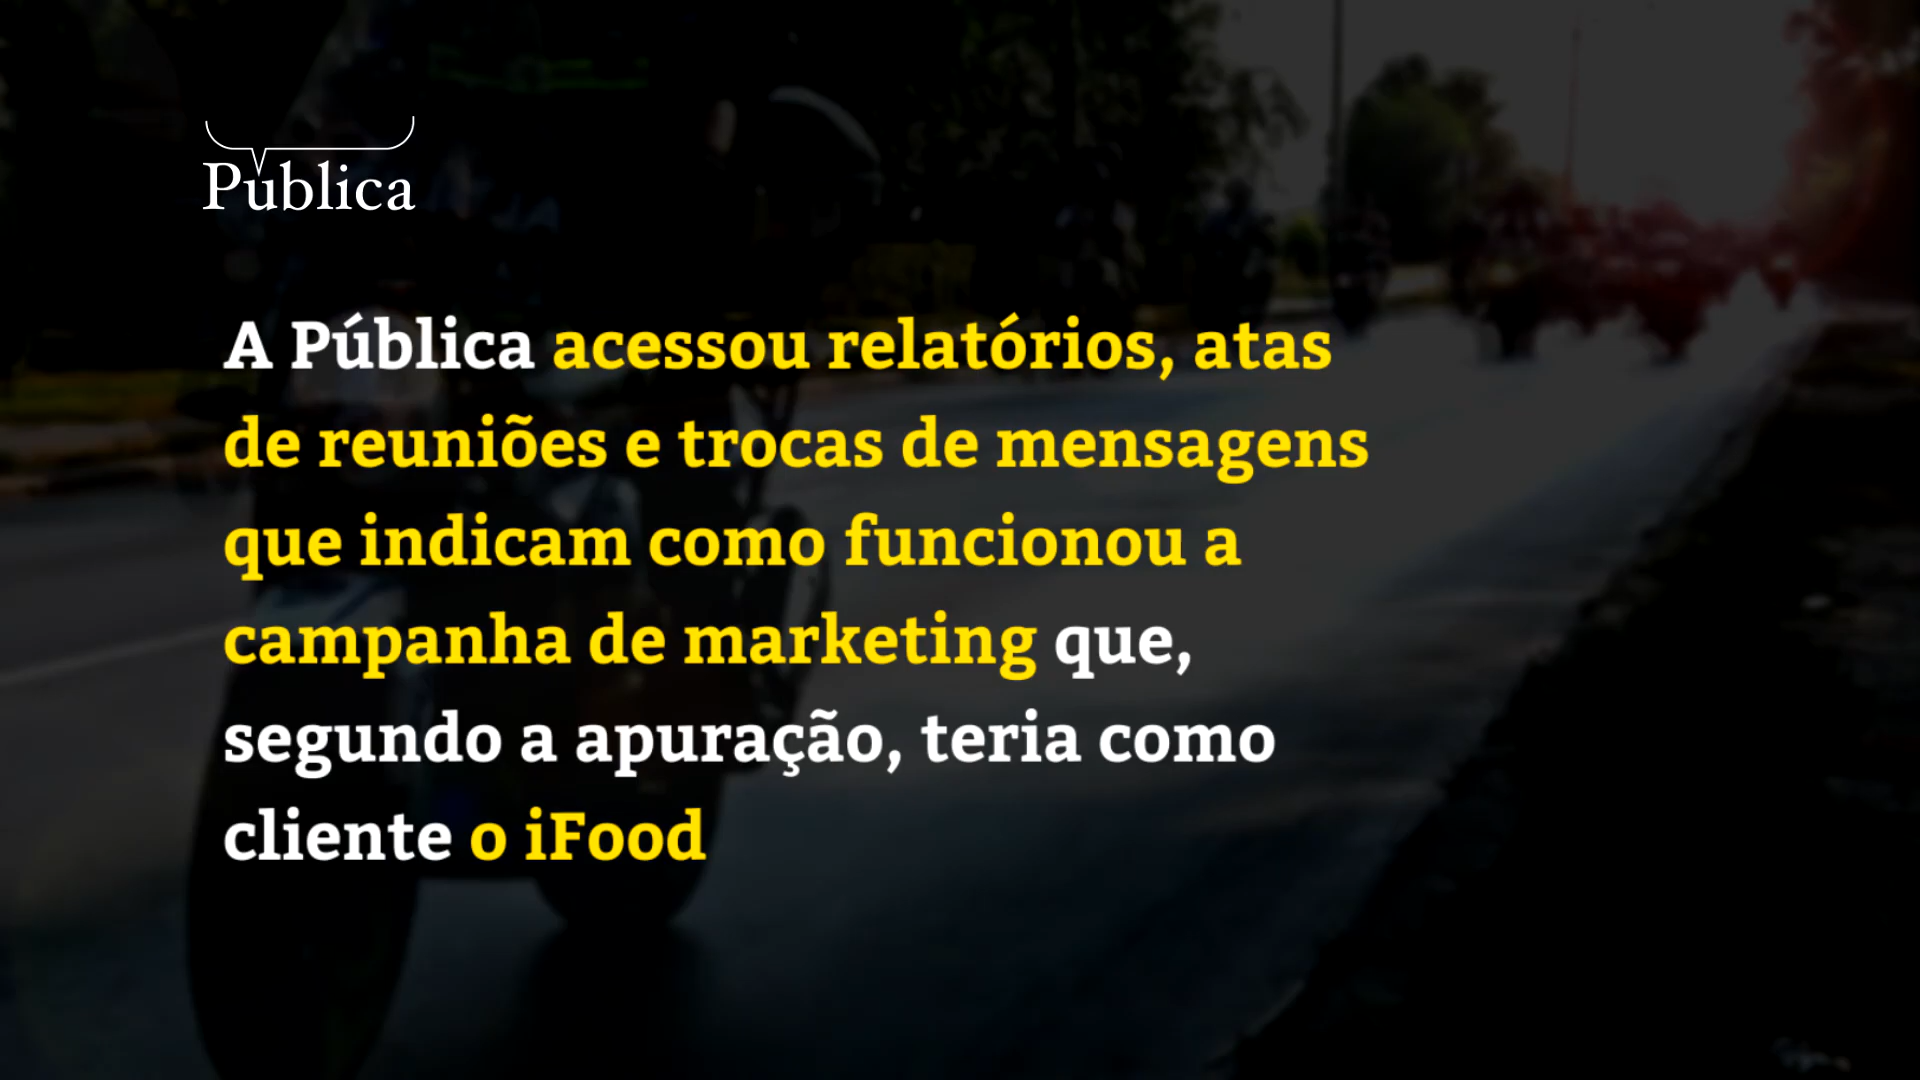 Pública
A Pública acessou relatórios, atas
de reuniões e trocas de mensagens
que indicam como funcionou a
campanha de marketing que,
segundo a apuração, teria como
cliente o iFood